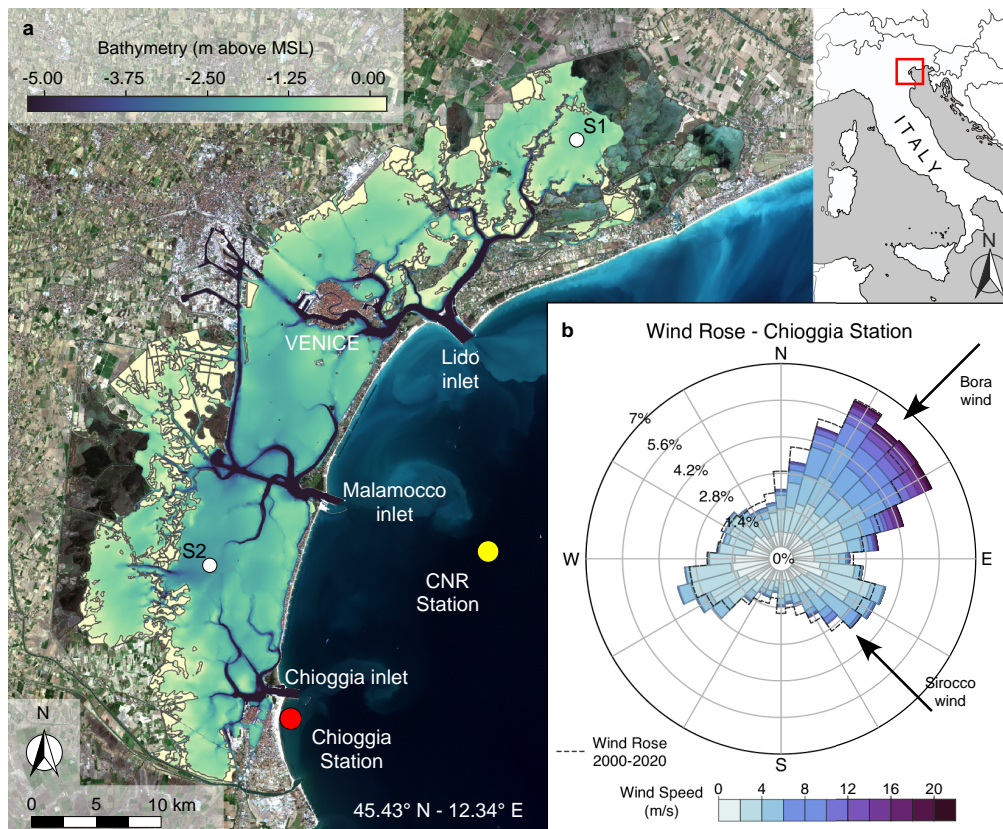 a
Bathymetry (m above MSL)
-5.00 -3.75 -2.50 -1.25 0.00
S1
ITALY
N
VENICE
Lido
inlet
Malamocco
inlet
S2
CNR
Station
Chioggia inlet
Chioggia
Station
N
0 5 10 km
45.43° N - 12.34° E
b Wind Rose - Chioggia Station
N
Bora
wind
7%
5.6%
4.2%
2.8%
1.4%
0%
W
E
S
Sirocco
wind
Wind Rose
2000-2020
Wind Speed
(m/s)
0 4 8 12 16 20